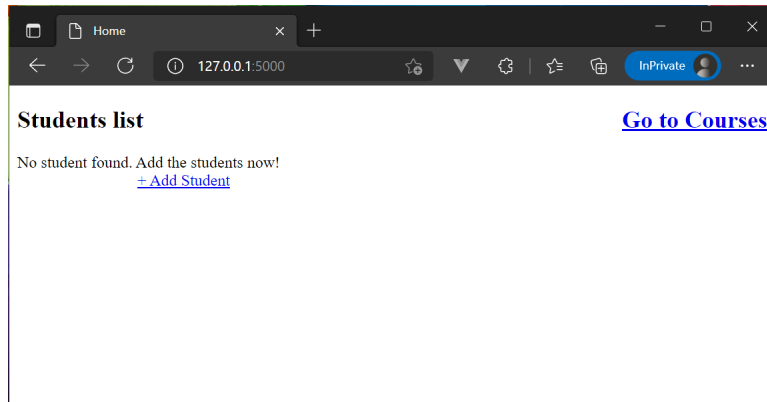 Home
127.0.0.1:5000
InPrivate
Students list
Go to Courses
No student found. Add the students now!
+ Add Student